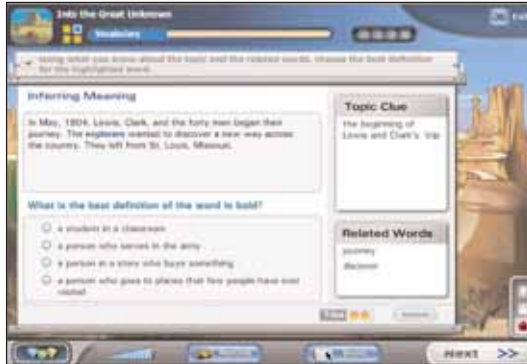 Into the Great Unknown
Vocabulary
Using what you know about the topic and the related words, choose the best definition
for the highlighted word.
Inferring Meaning
In May, 1804, Lewis, Clark, and the forty men began their
journey. The explorers wanted to discover a new way across
the country. They left from St. Louis, Missouri.
Topic Clue
the beginning of
Lewis and Clark's trip
What is the best definition of the word in bold?
a student in a classroom
a person who serves in the army
a person in a story who buys something
a person who goes to places that few people have ever
visited
Related Words
journey
discover
Next >>